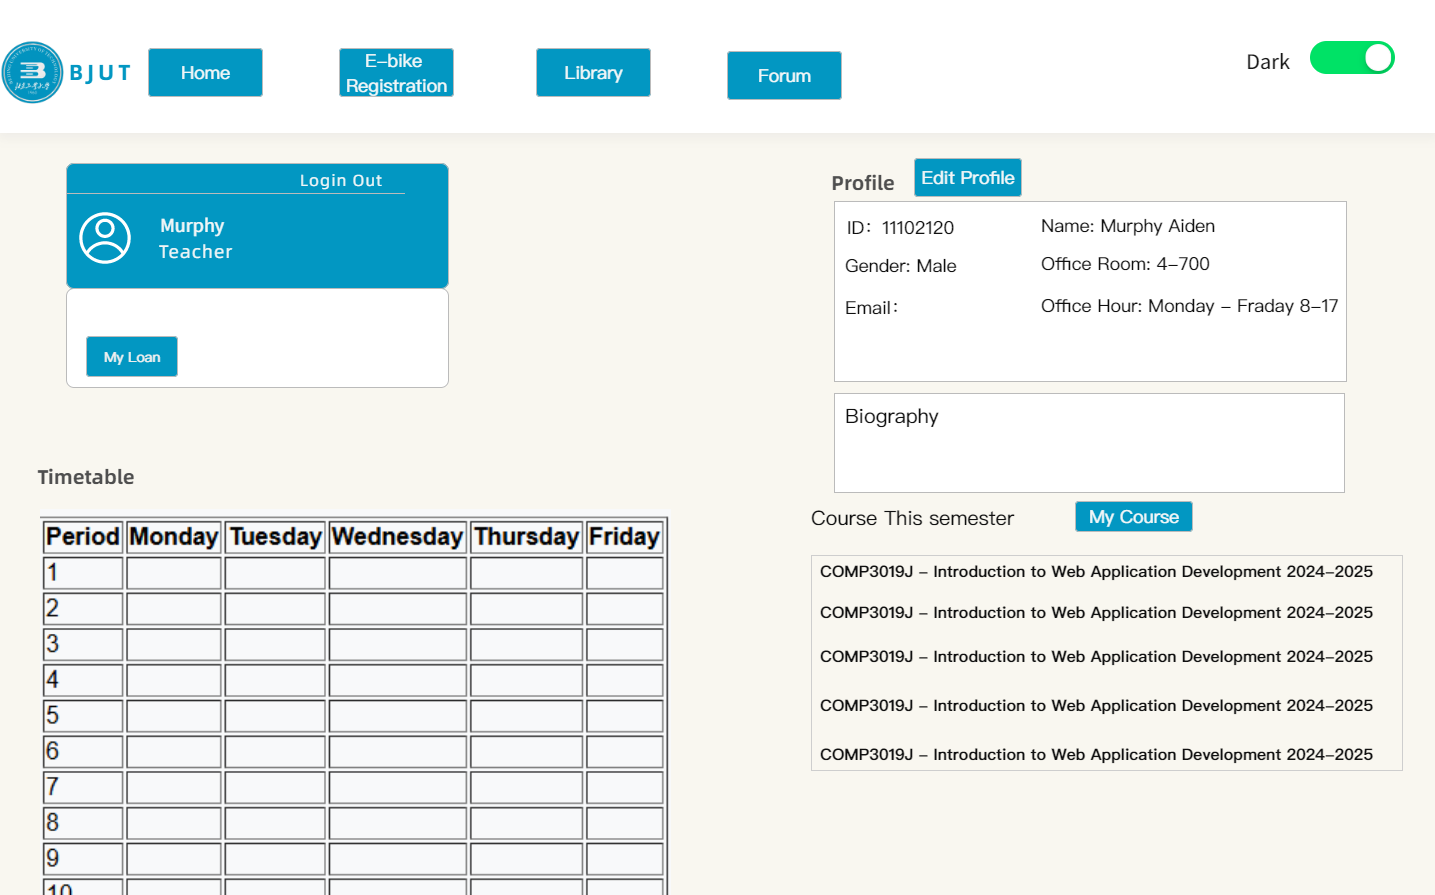 BJUT
Home
E-bike
Registration
Library
Forum
Dark
Login Out
Murphy
Teacher
My Loan
Profile
Edit Profile
ID: 11102120
Name: Murphy Aiden
Gender: Male
Office Room: 4-700
Email:
Office Hour: Monday - Fraday 8-17
Biography
Timetable
Period Monday Tuesday Wednesday Thursday Friday
1
2
3
4
5
6
7
8
9
10
Course This semester
My Course
COMP3019J - Introduction to Web Application Development 2024-2025
COMP3019J - Introduction to Web Application Development 2024-2025
COMP3019J - Introduction to Web Application Development 2024-2025
COMP3019J - Introduction to Web Application Development 2024-2025
COMP3019J - Introduction to Web Application Development 2024-2025